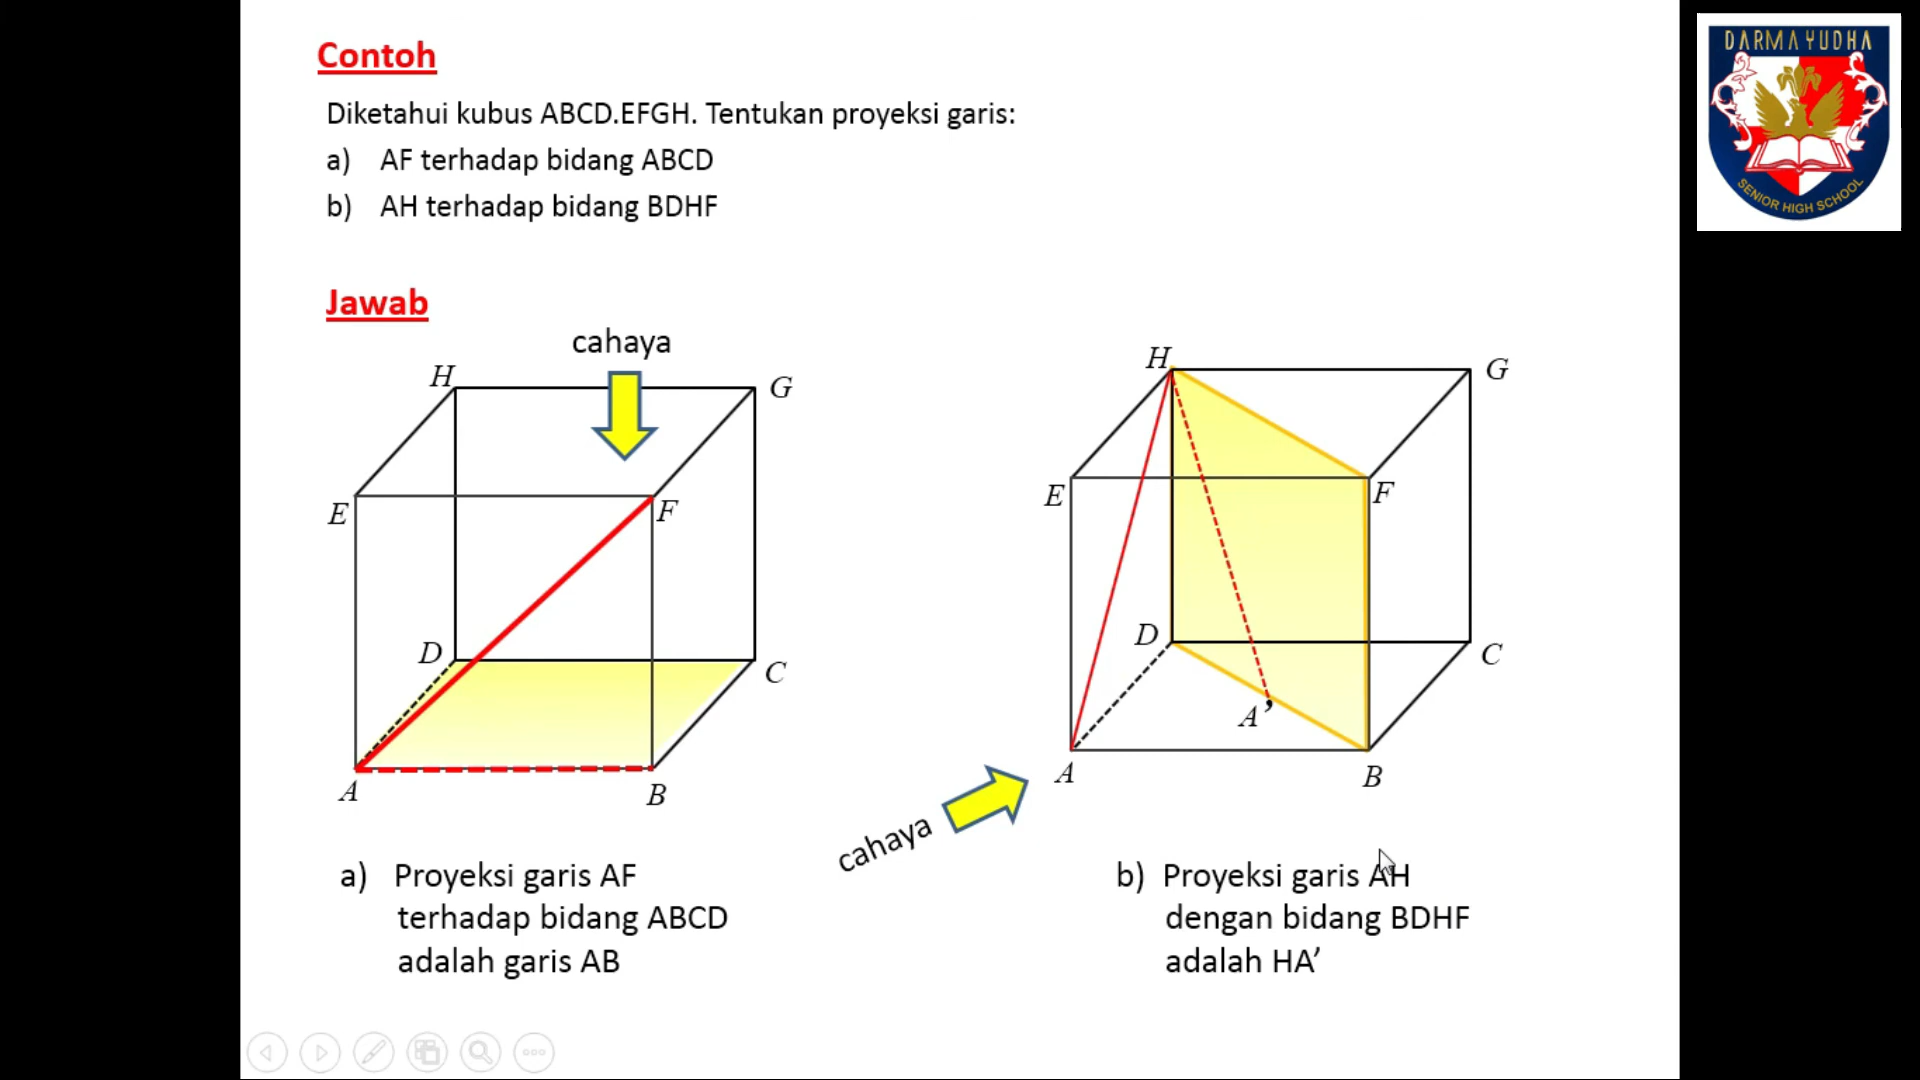 Contoh
Diketahui kubus ABCD.EFGH. Tentukan proyeksi garis:
a) AF terhadap bidang ABCD
b) AH terhadap bidang BDHF
DARMA YUDHA
SENIOR HIGH SCHOOL
Jawab
cahaya
H
G
E
F
D
C
A
B
H
G
E
F
D
C
A’
A
B
cahaya
a) Proyeksi garis AF
terhadap bidang ABCD
adalah garis AB
b) Proyeksi garis AH
dengan bidang BDHF
adalah HA’